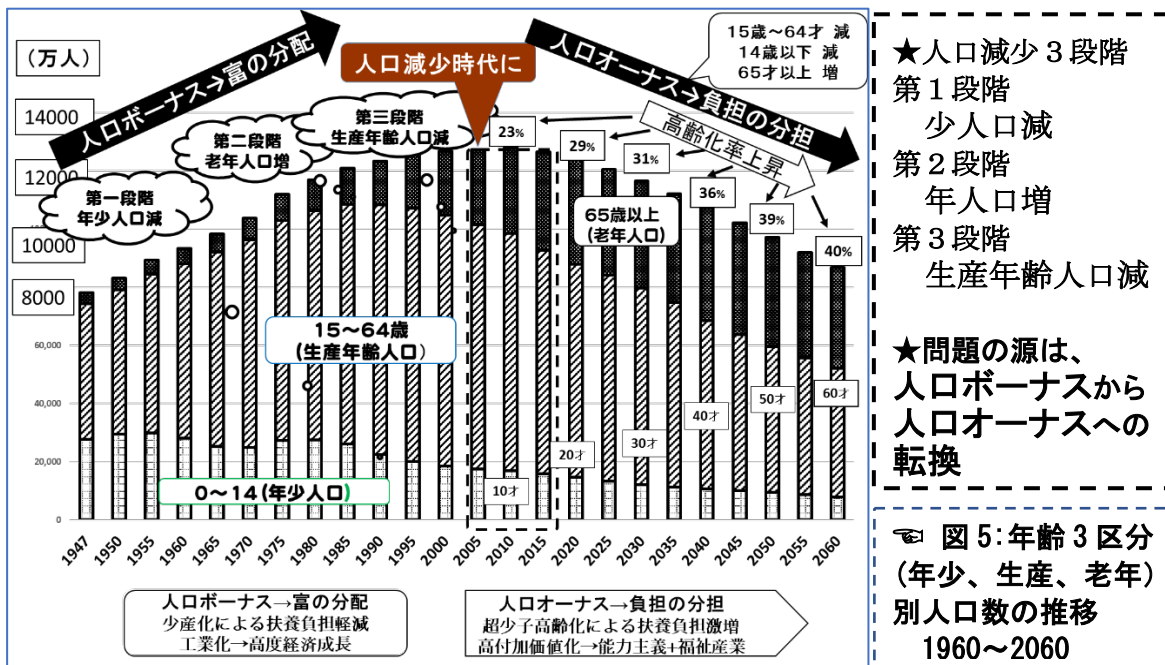 (万人)
14000
12000
10000
8000
60,000
40,000
20,000
0
人口ボーナス→富の分配
人口減少時代に
人口オーナス→負担の分担
15歳～64才 減
14歳以下 減
65才以上 増
第一段階
年少人口減
第二段階
老年人口増
第三段階
生産年齢人口減
高齢化率上昇
23%
29%
31%
36%
39%
40%
65歳以上
(老年人口)
15～64歳
(生産年齢人口)
0～14(年少人口)
10才
20才
30才
40才
50才
60才
1947
1950
1955
1960
1965
1970
1975
1980
1985
1990
1995
2000
2005
2010
2015
2020
2025
2030
2035
2040
2045
2050
2055
2060
人口ボーナス→富の分配
少産化による扶養負担軽減
工業化→高度経済成長
人口オーナス→負担の分担
超少子高齢化による扶養負担激増
高付加価値化→能力主義+福祉産業
★人口減少３段階
第１段階
少人口減
第２段階
年人口増
第３段階
生産年齢人口減
★問題の源は、
人口ボーナスから
人口オーナスへの
転換
☜ 図5:年齢3区分
(年少、生産、老年)
別人口数の推移
1960～2060